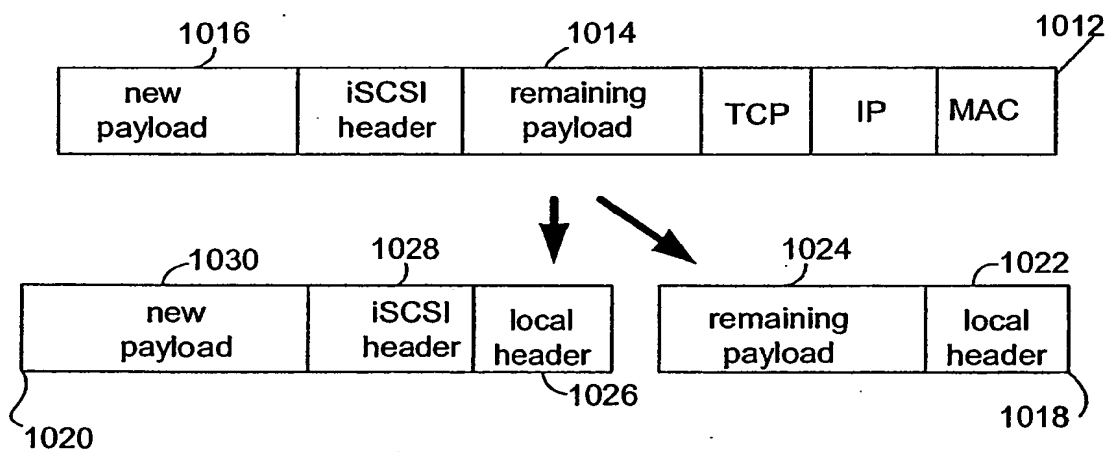 1016
1014
1012
new
payload
iSCSI
header
remaining
payload
TCP
IP
MAC
1030
1028
1024
1022
new
payload
iSCSI
header
local
header
remaining
payload
local
header
1026
1018
1020